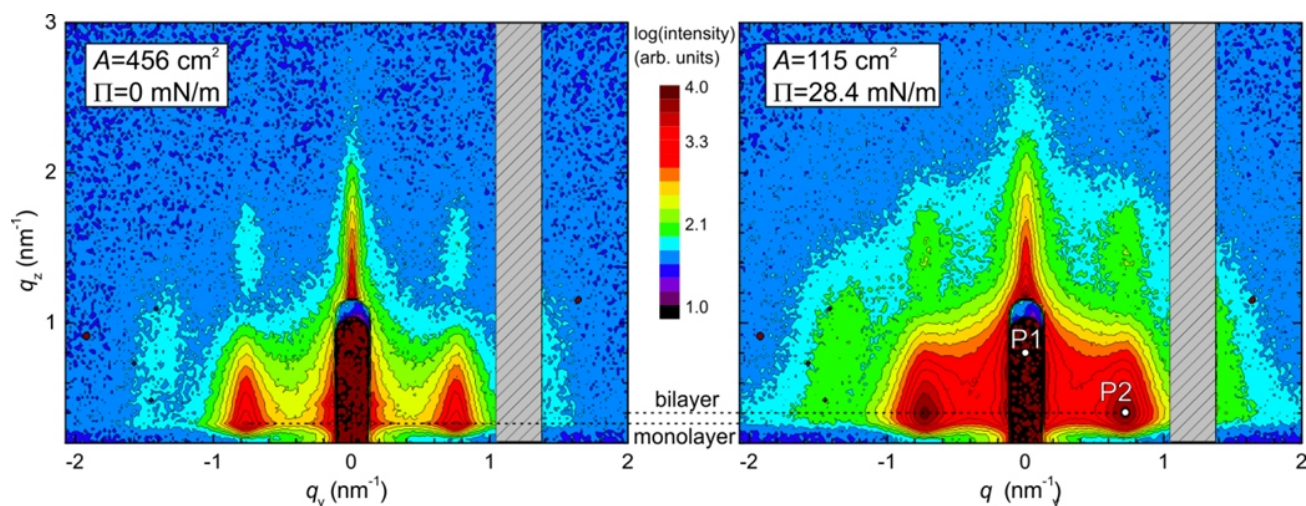 3
2
1
q_z (nm⁻¹)
A=456 cm²
Π=0 mN/m
-2
-1
0
1
2
q_y (nm⁻¹)
log(intensity)
(arb. units)
4.0
3.3
2.1
1.0
bilayer
monolayer
A=115 cm²
Π=28.4 mN/m
P1
P2
-2
-1
0
1
2
q (nm⁻¹)